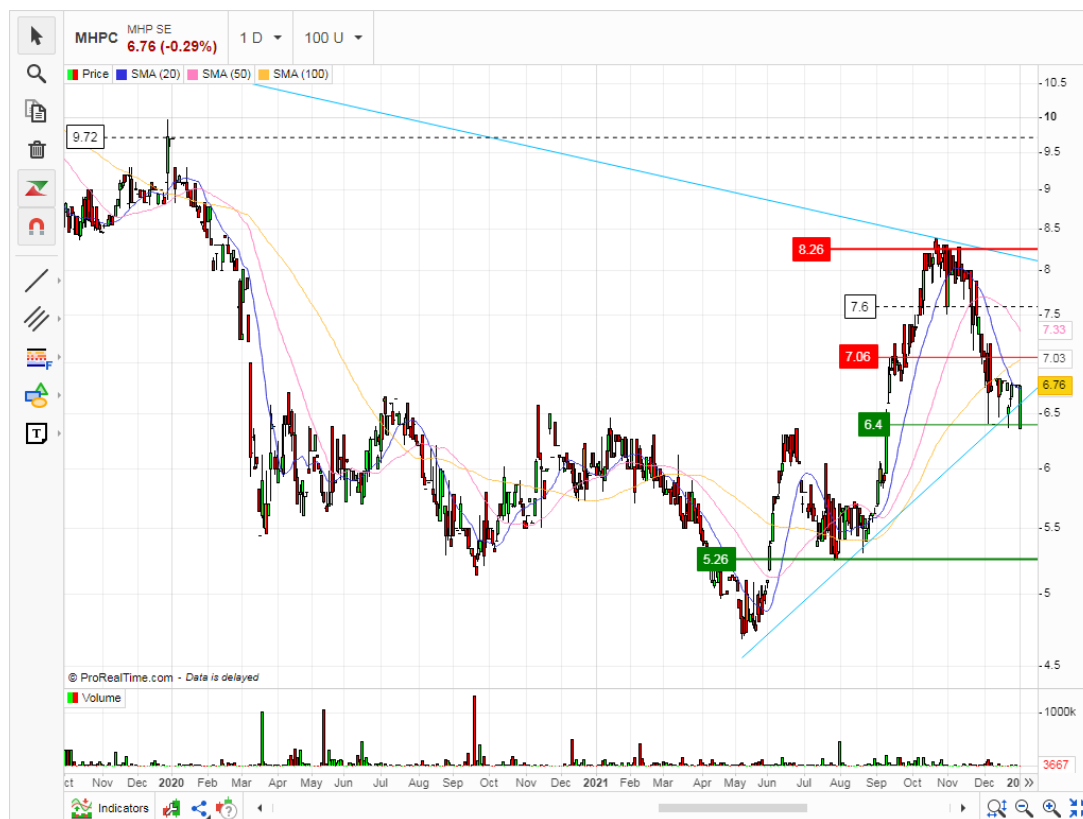 MHPC
MHP SE
6.76 (-0.29%)
1 D
100 U
Price
SMA (20)
SMA (50)
SMA (100)
10.5
10
9.5
9
8.5
8
7.5
7.33
7.03
6.76
6.5
6
5.5
5
4.5
9.72
8.26
7.6
7.06
6.4
5.26
F
T
© ProRealTime.com - Data is delayed
Volume
1000k
3667
ct Nov Dec 2020 Feb Mar Apr Jun Jul Aug Sep Oct Nov Dec 2021 Feb Mar Apr May Jun Jul Aug Sep Oct Nov Dec 20 »
Indicators
?